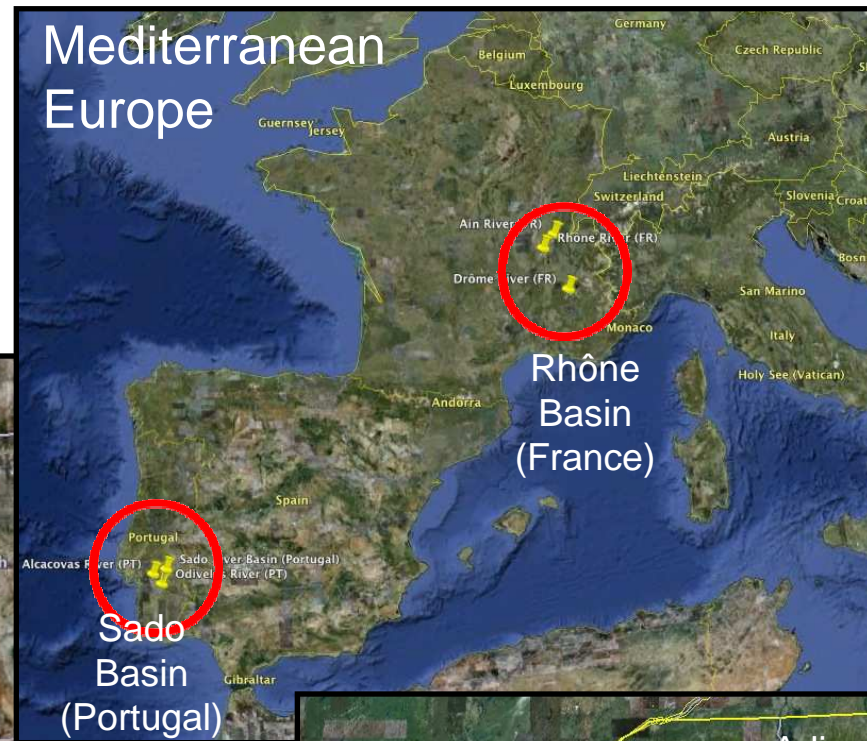 Mediterranean
Europe
Germany
Belgium
Czech Republic
Luxembourg
Guernsey
Jersey
Austria
Liechtenstein
Switzerland
Slovenia
Croat
Ain River (FR)
Rhône River (FR)
Bosn
Drôme River (FR)
San Marino
Monaco
Italy
Rhône
Basin
(France)
Holy See (Vatican)
Andorra
Spain
Portugal
Alcacovas River (PT)
Sado River Basin (Portugal)
Odivelas River (PT)
Sado
Basin
(Portugal)
Gibraltar